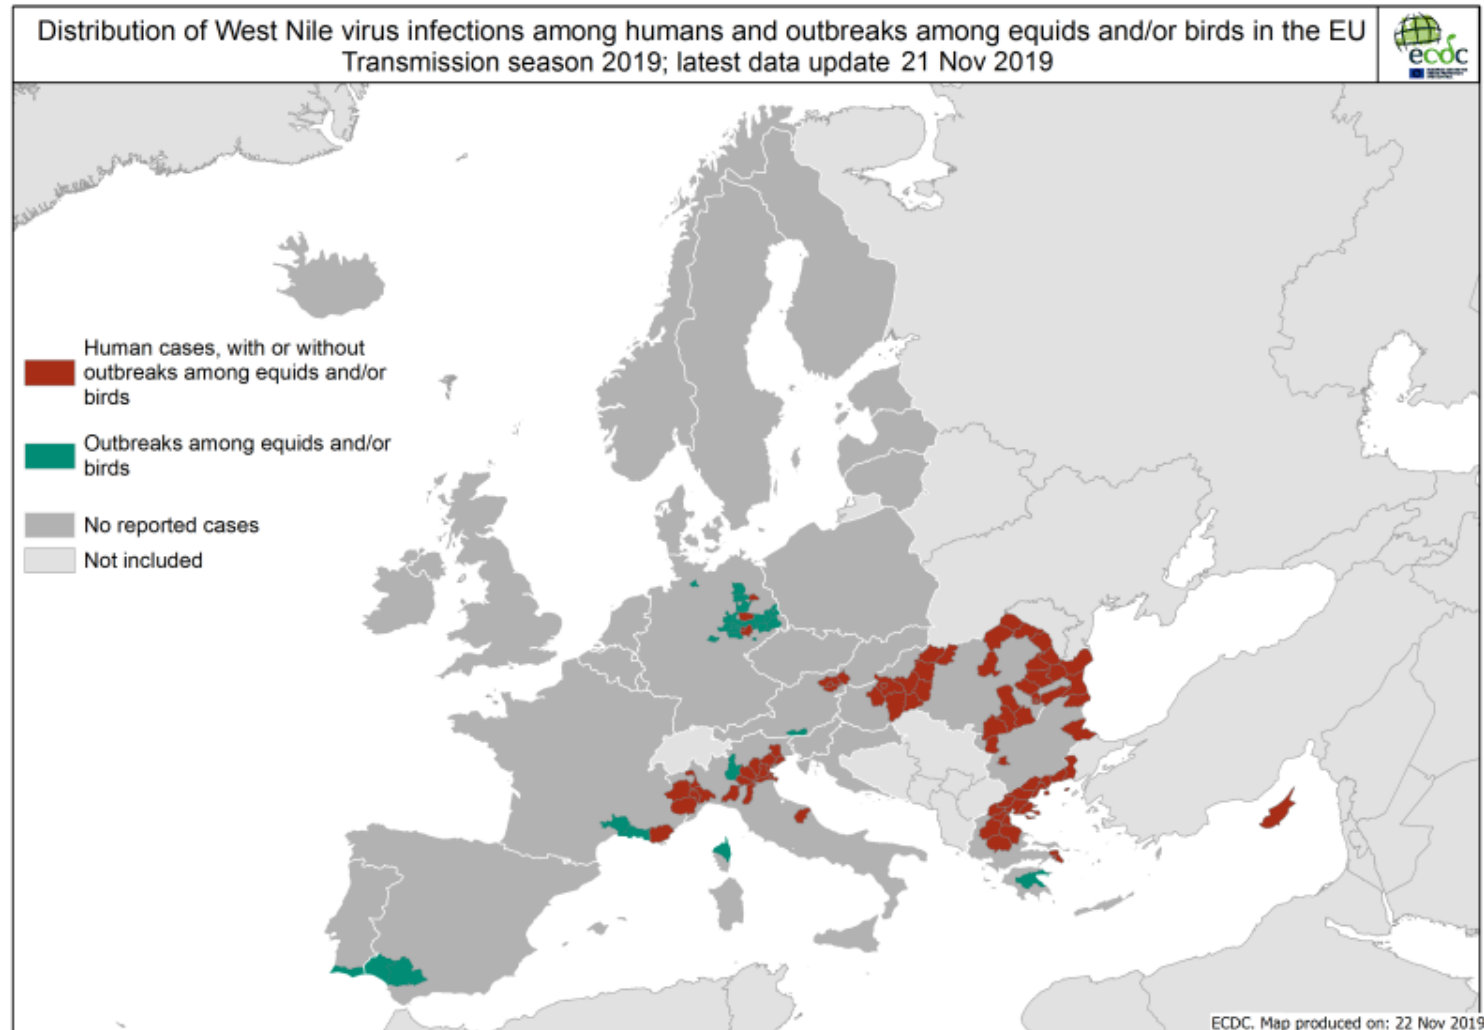 Distribution of West Nile virus infections among humans and outbreaks among equids and/or birds in the EU
Transmission season 2019; latest data update 21 Nov 2019
ecdc
Human cases, with or without
outbreaks among equids and/or
birds
Outbreaks among equids and/or
birds
No reported cases
Not included
ECDC. Map produced on: 22 Nov 2019